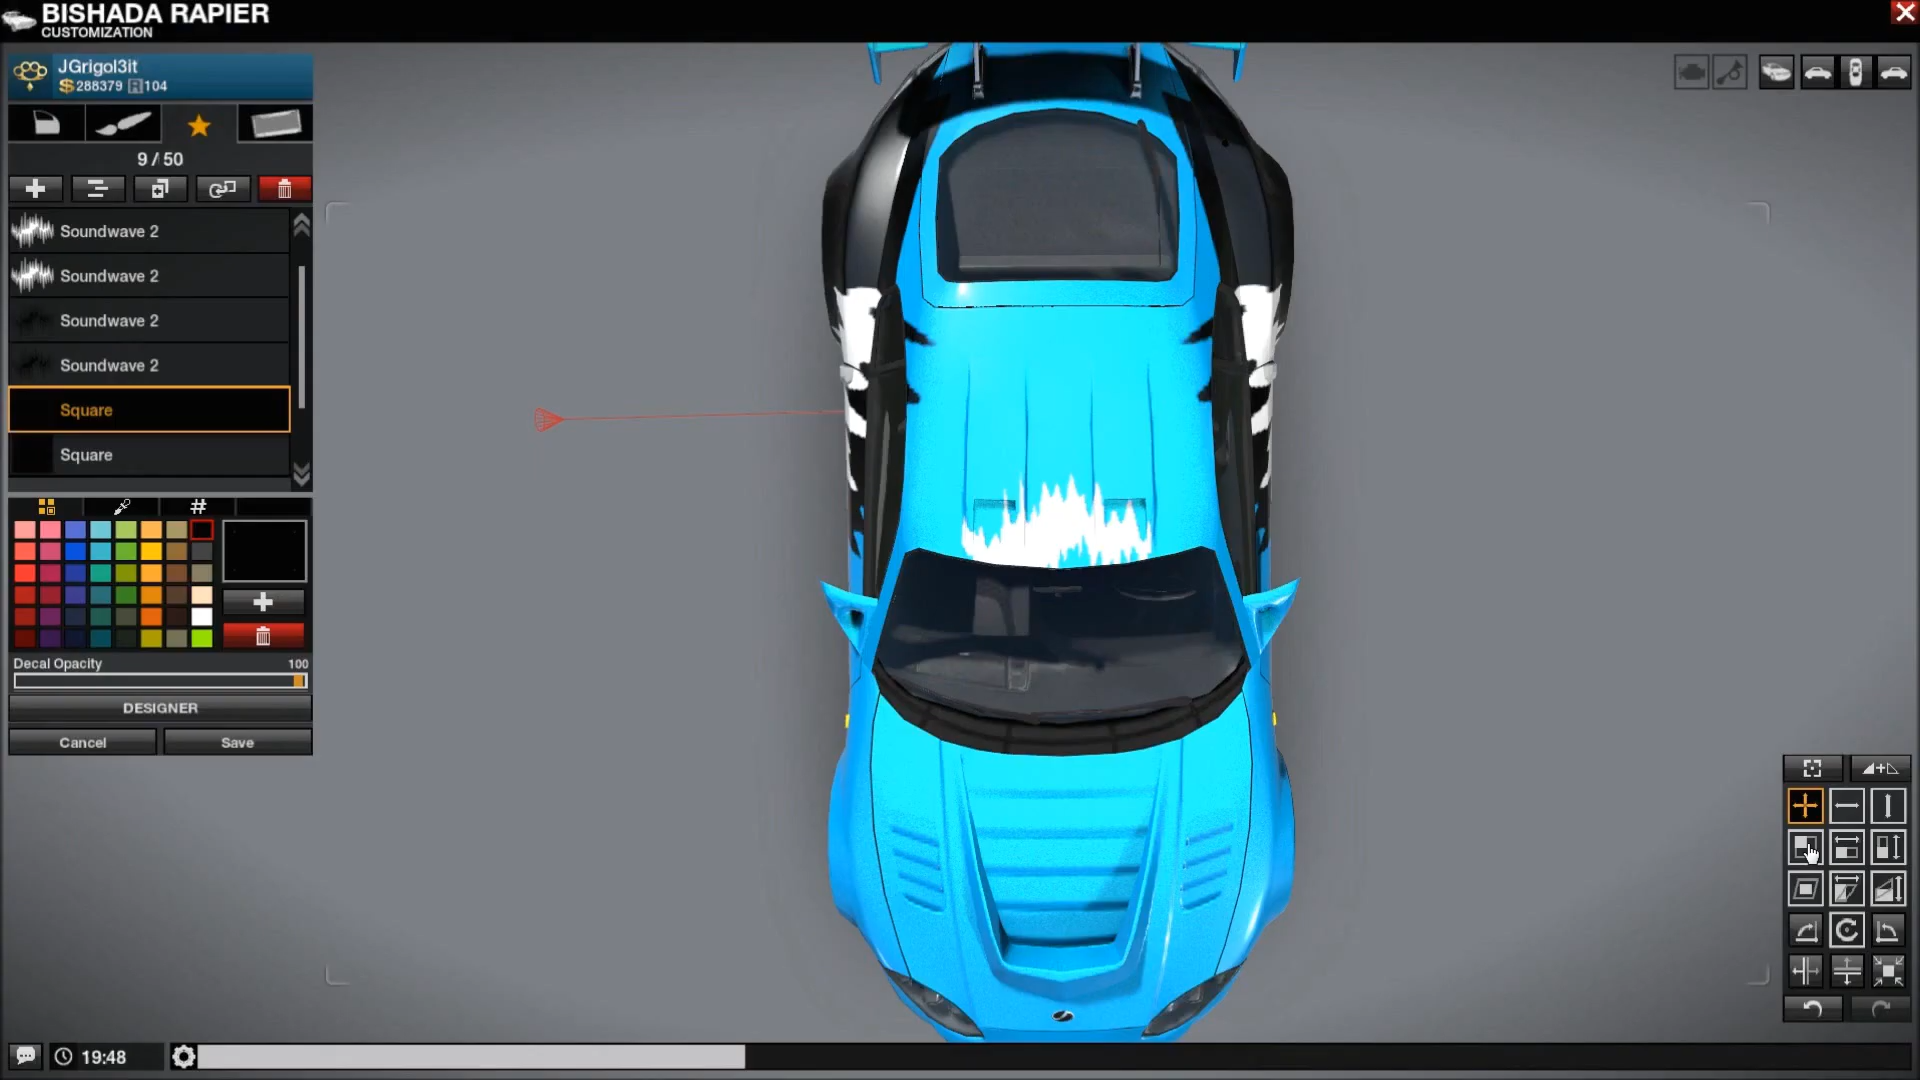 BISHADA RAPIER
CUSTOMIZATION
JGrigol3it
$288379 R104
9 / 50
Soundwave 2
Soundwave 2
Soundwave 2
Soundwave 2
Square
Square
#
Decal Opacity 100
DESIGNER
Cancel Save
19:48